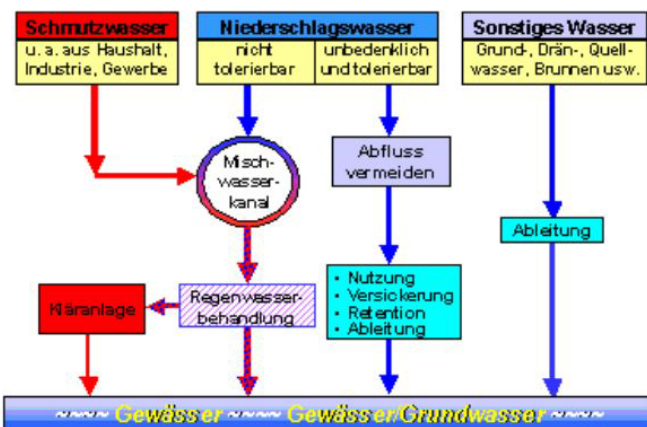 Schmutzwasser
u. a. aus Haushalt,
Industrie, Gewerbe
Niederschlagswasser
nicht
tolerierbar
unbedenklich
und tolerierbar
Sonstiges Wasser
Grund-, Drän-, Quell-
wasser, Brunnen usw.
Misch-
wasser-
kanal
Abfluss
vermeiden
Ableitung
Kläranlage
Regenwasser-
behandlung
• Nutzung
• Versickerung
• Retention
• Ableitung
~~~~ Gewässer ~~~~ Gewässer/Grundwasser ~~~~